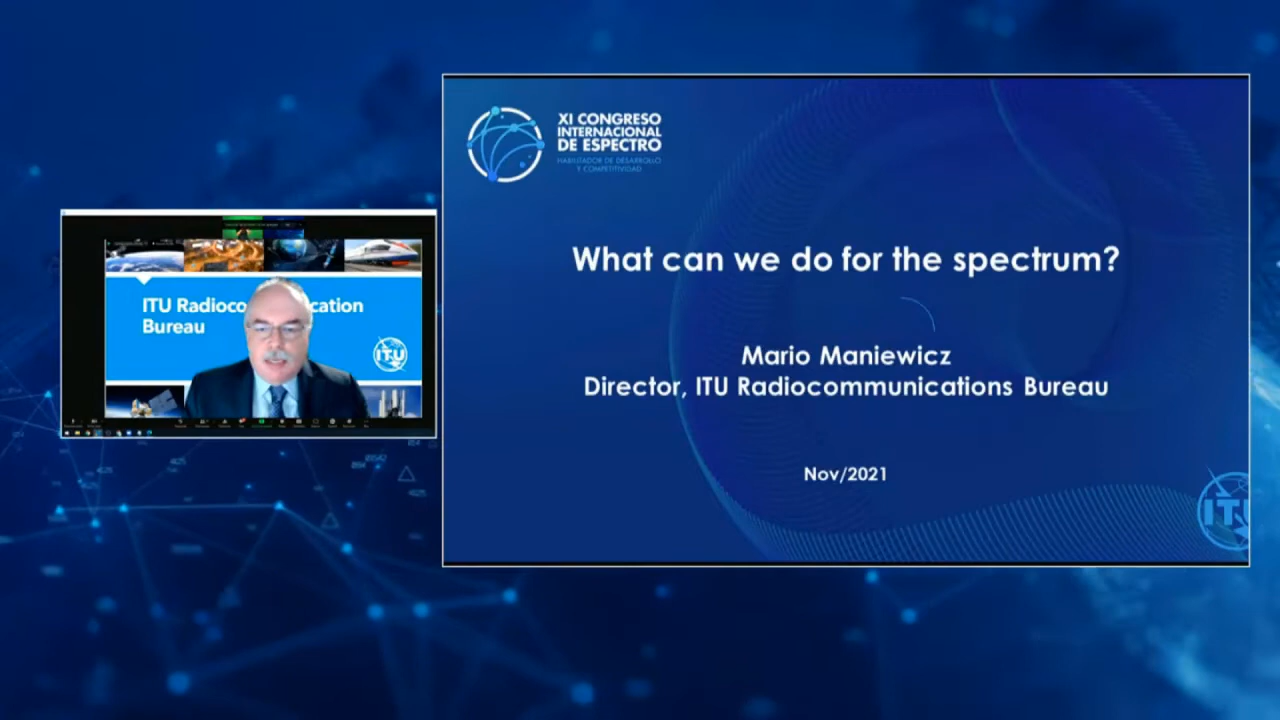 XI CONGRESO
INTERNACIONAL
DE ESPECTRO
HABILITADOR DE DESARROLLO
Y COMPETITIVIDAD
What can we do for the spectrum?
Mario Maniewicz
Director, ITU Radiocommunications Bureau
Nov/2021
ITU
ITU Radioco cation
Bureau
ITU